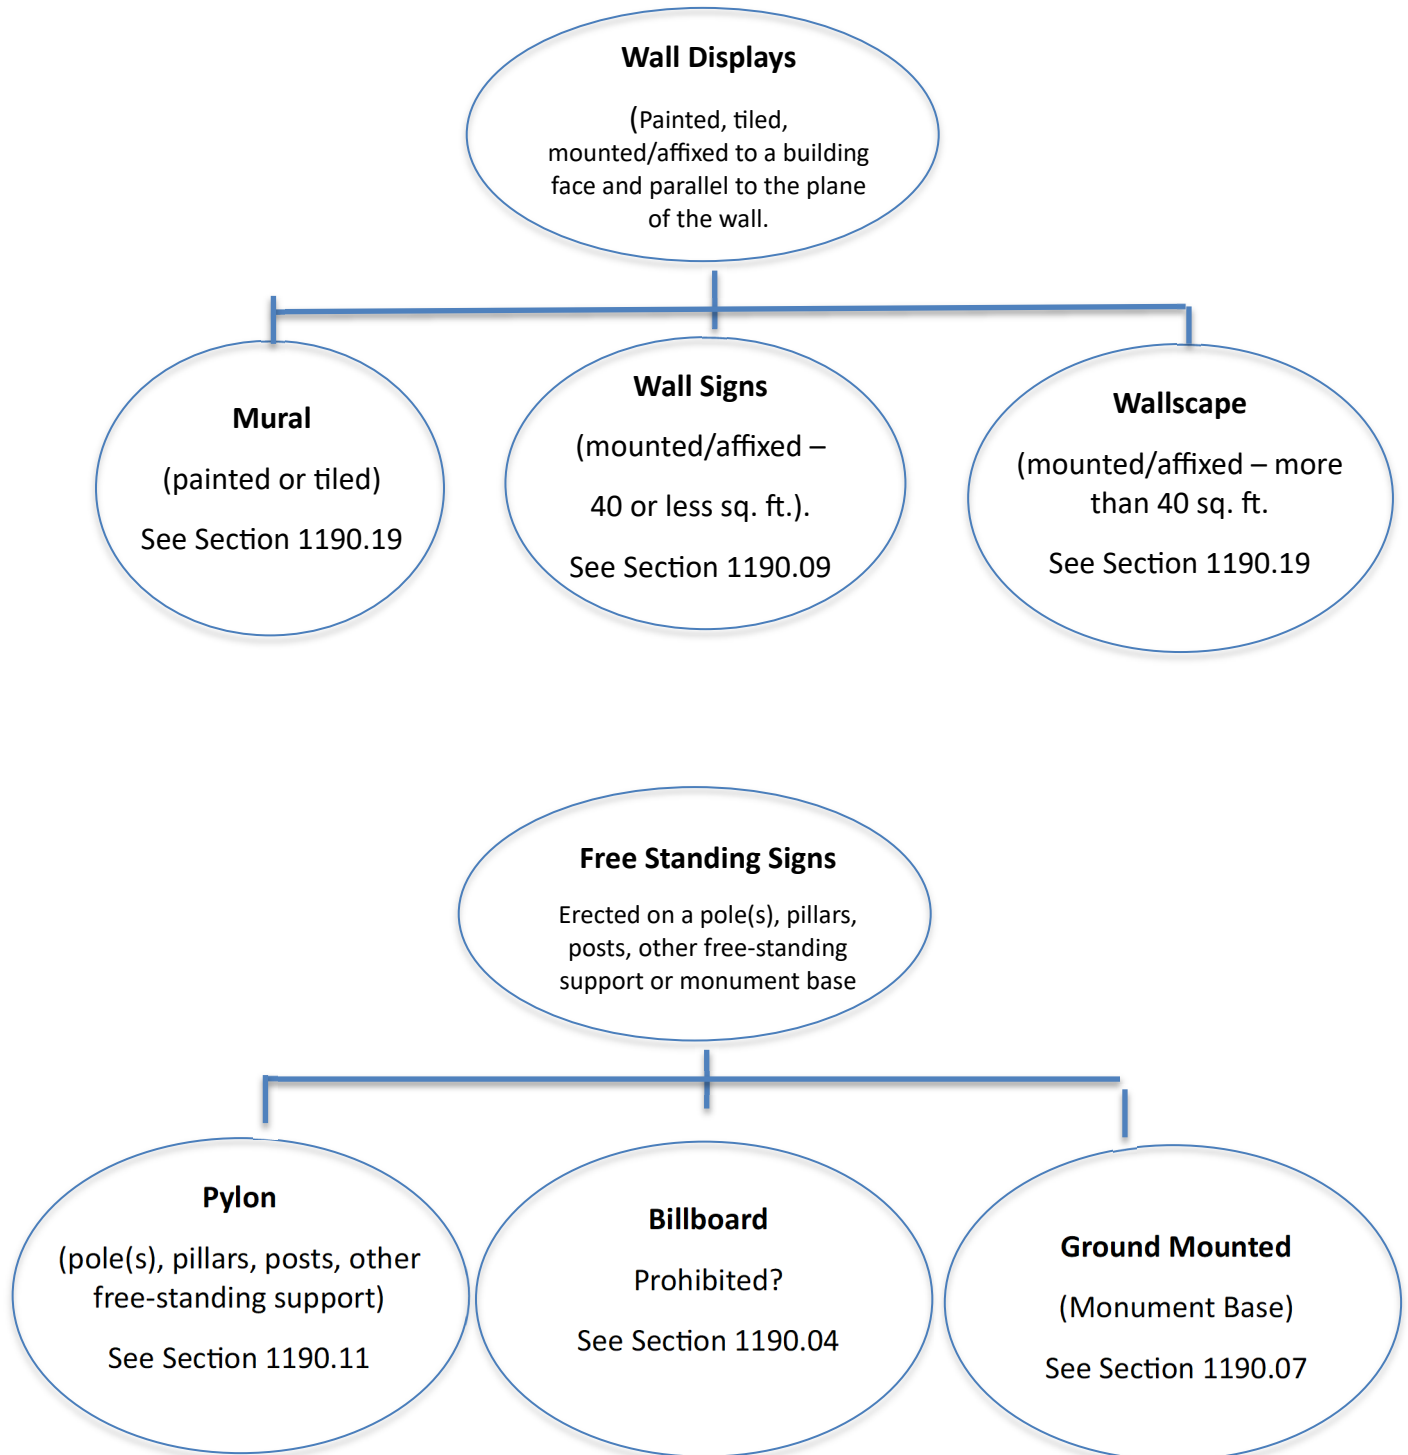 Wall Displays
(Painted, tiled,
mounted/affixed to a building
face and parallel to the plane
of the wall.
Mural
(painted or tiled)
See Section 1190.19
Wall Signs
(mounted/affixed –
40 or less sq. ft.).
See Section 1190.09
Wallscape
(mounted/affixed – more
than 40 sq. ft.
See Section 1190.19
Free Standing Signs
Erected on a pole(s), pillars,
posts, other free-standing
support or monument base
Pylon
(pole(s), pillars, posts, other
free-standing support)
See Section 1190.11
Billboard
Prohibited?
See Section 1190.04
Ground Mounted
(Monument Base)
See Section 1190.07